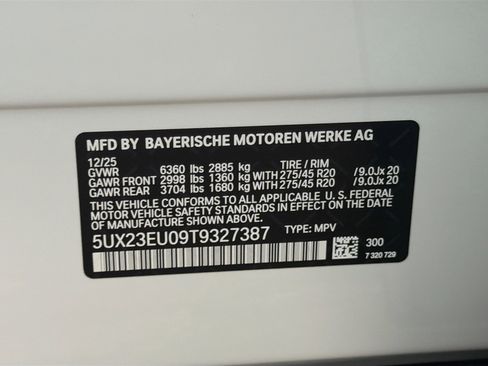 MFD BY BAYERISCHE MOTOREN WERKE AG
12/25 TIRE / RIM
GVWR 6360 lbs 2885 kg
GAWR FRONT 2998 lbs 1360 kg WITH 275/45 R20 /9.0Jx 20
GAWR REAR 3704 lbs 1680 kg WITH 275/45 R20 /9.0Jx 20
THIS VEHICLE CONFORMS TO ALL APPLICABLE U. S. FEDERAL
MOTOR VEHICLE SAFETY STANDARDS IN EFFECT ON THE
DATE OF MANUFACTURE SHOWN ABOVE.
5UX23EU09T9327387 TYPE: MPV
300
7 320 729